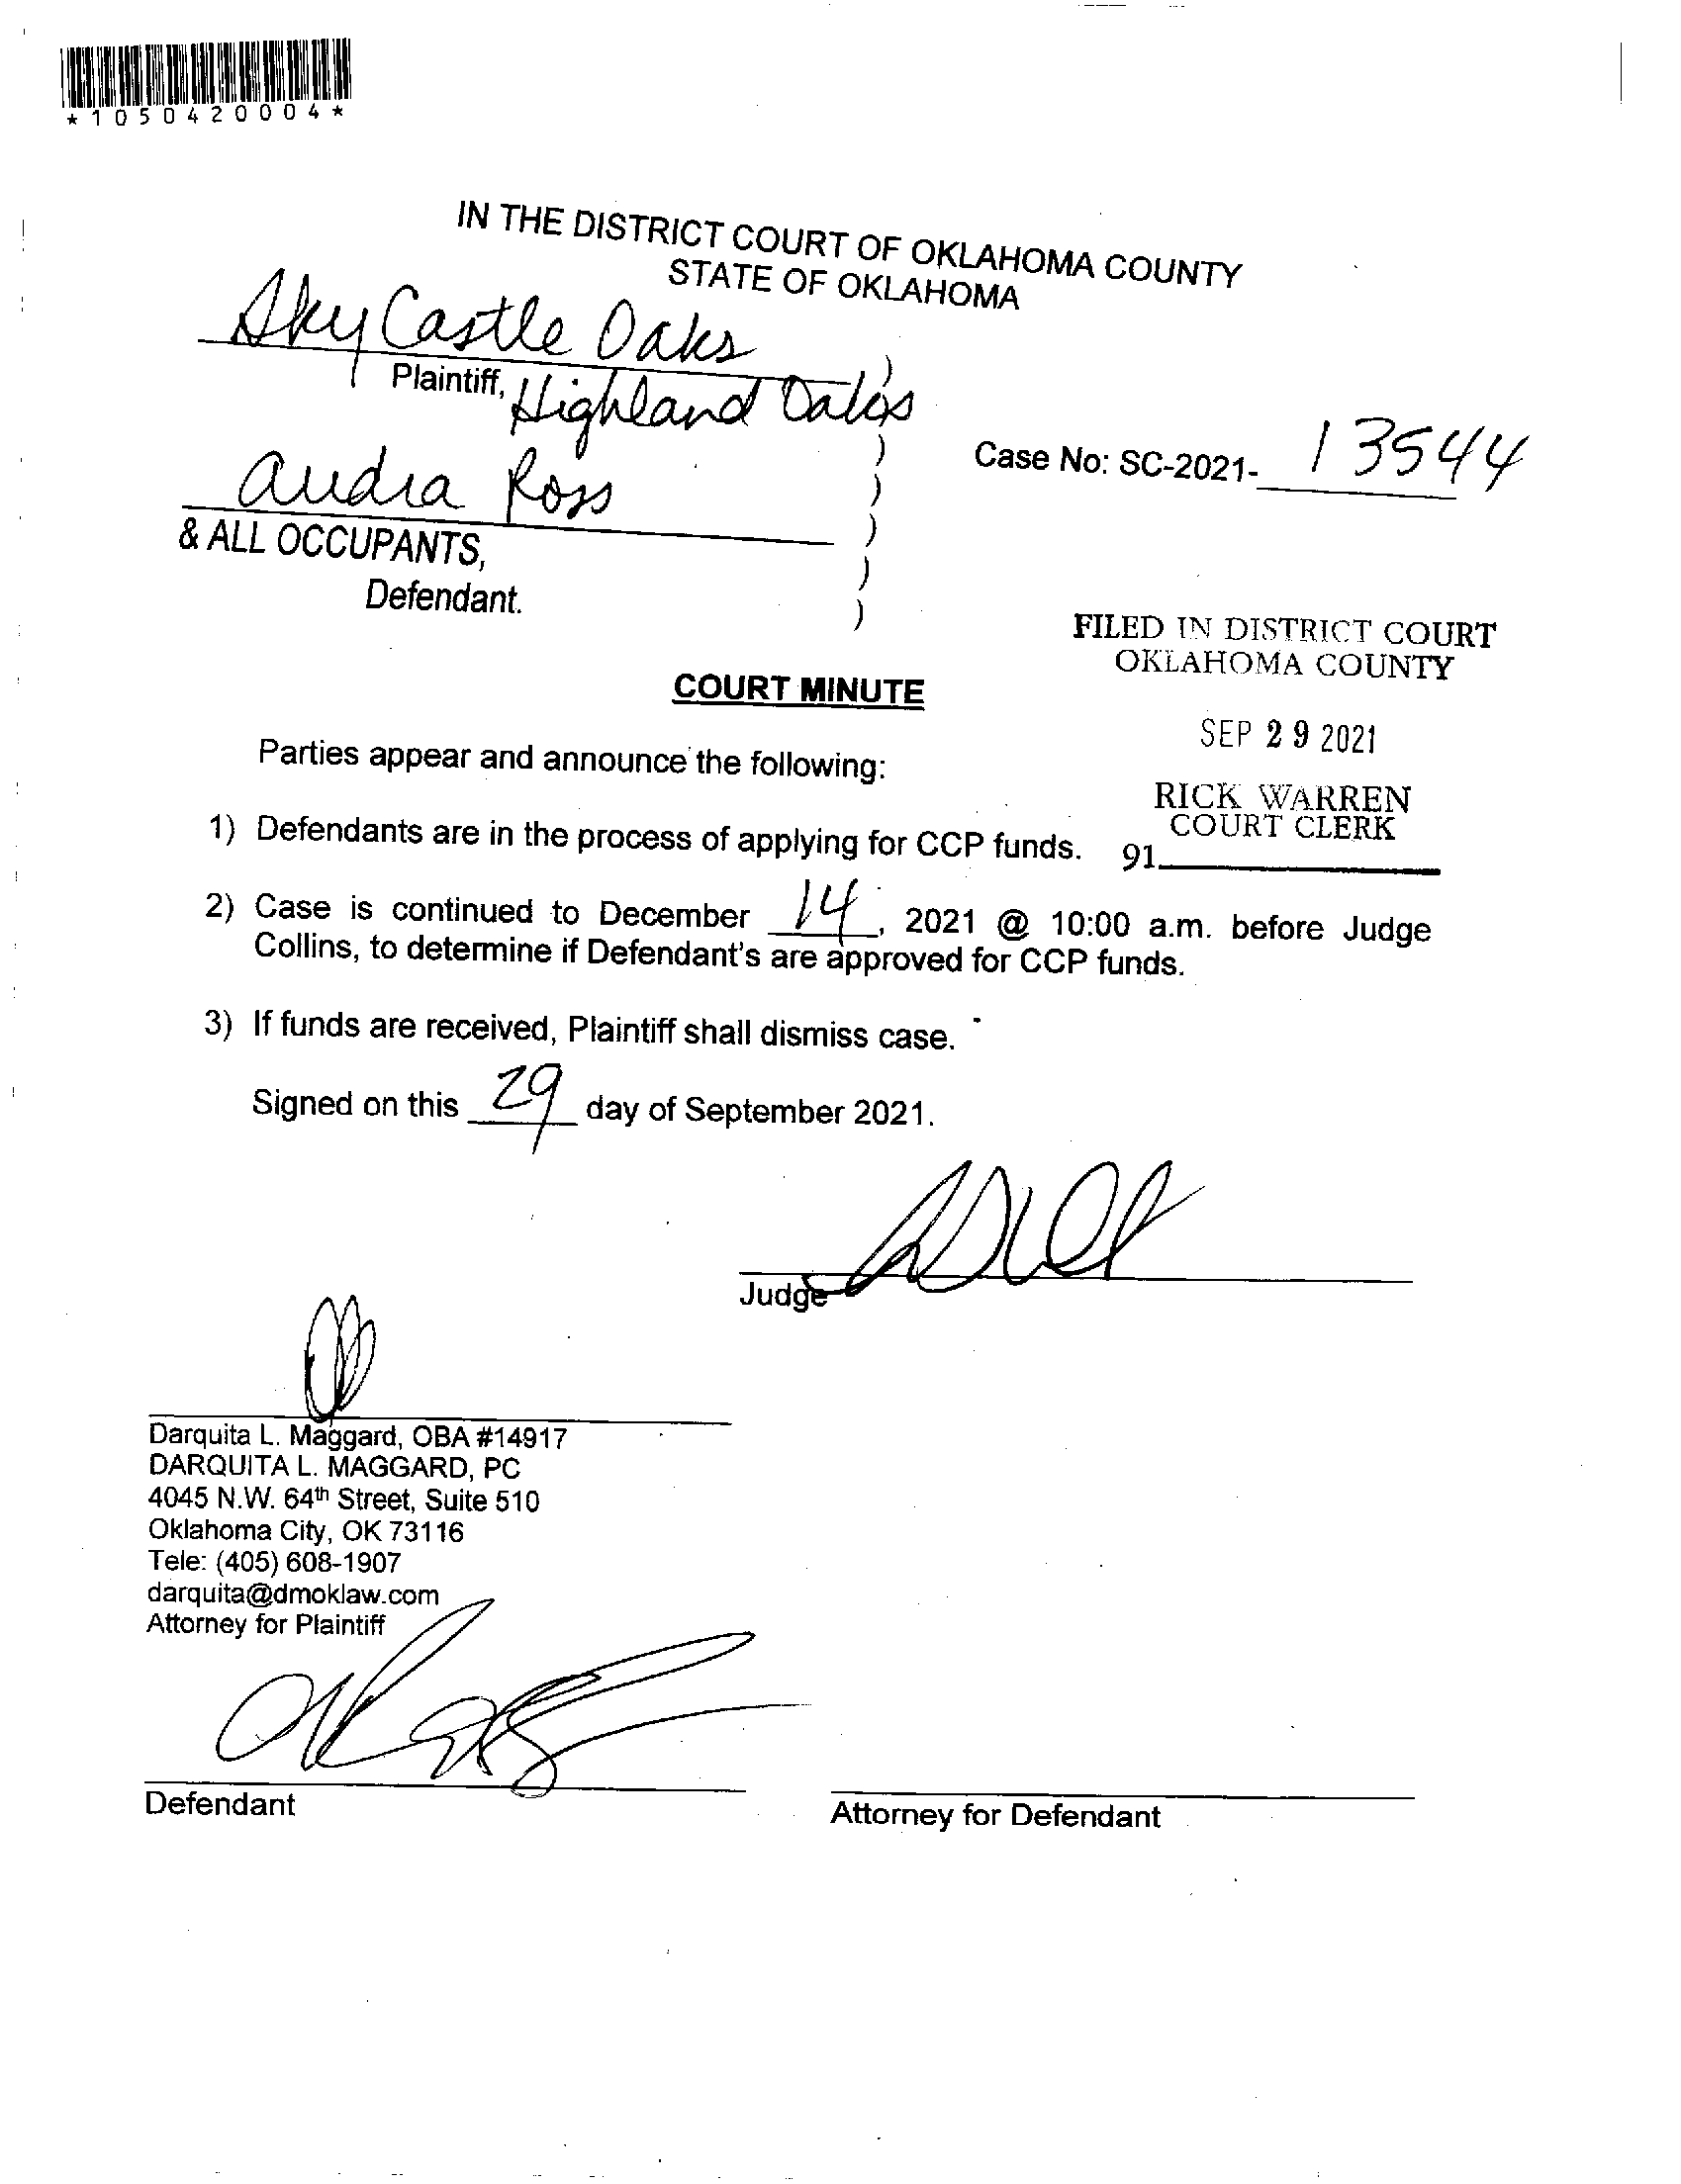 *1050420004*
IN THE DISTRICT COURT OF OKLAHOMA COUNTY
STATE OF OKLAHOMA
Sky Castle Oaks
Plaintiff, Highland Oaks
)
)
)
)
)
)
Case No: SC-2021- 13544
Audra Ross
& ALL OCCUPANTS,
Defendant.
FILED IN DISTRICT COURT
OKLAHOMA COUNTY
SEP 29 2021
RICK WARREN
COURT CLERK
91
COURT MINUTE
Parties appear and announce the following:
1) Defendants are in the process of applying for CCP funds.
2) Case is continued to December 14, 2021 @ 10:00 a.m. before Judge
Collins, to determine if Defendant's are approved for CCP funds.
3) If funds are received, Plaintiff shall dismiss case.
Signed on this 29 day of September 2021.
Judge
Darquita L. Maggard, OBA #14917
DARQUITA L. MAGGARD, PC
4045 N.W. 64th Street, Suite 510
Oklahoma City, OK 73116
Tele: (405) 608-1907
darquita@dmoklaw.com
Attorney for Plaintiff
Defendant
Attorney for Defendant